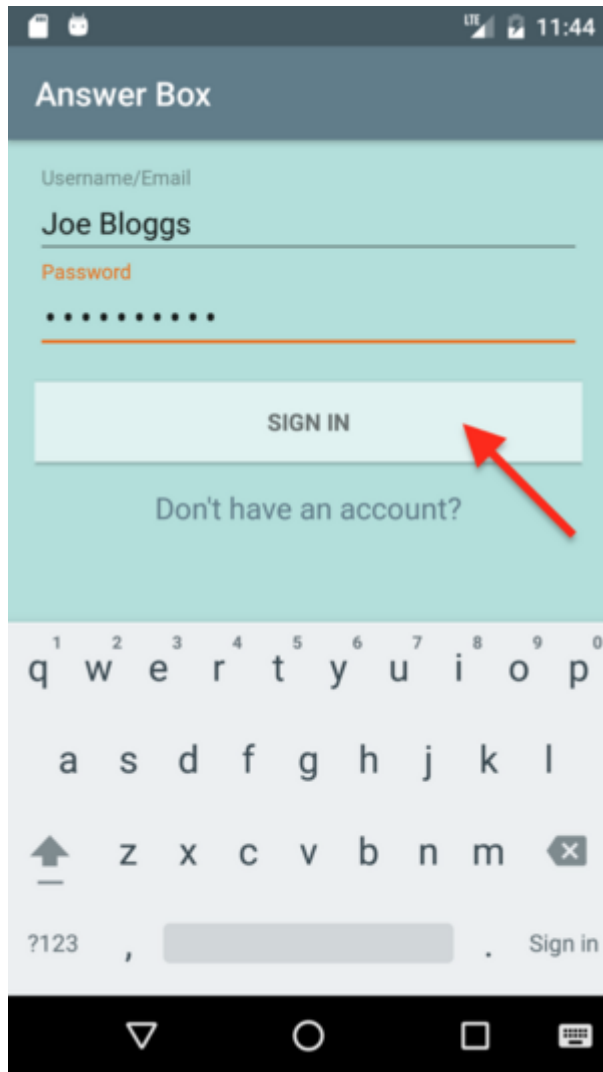 LTE 11:44
Answer Box
Username/Email
Joe Bloggs
Password
••••••••••
SIGN IN
Don't have an account?
1 2 3 4 5 6 7 8 9 0
q w e r t y u i o p
a s d f g h j k l
z x c v b n m
?123 , . Sign in